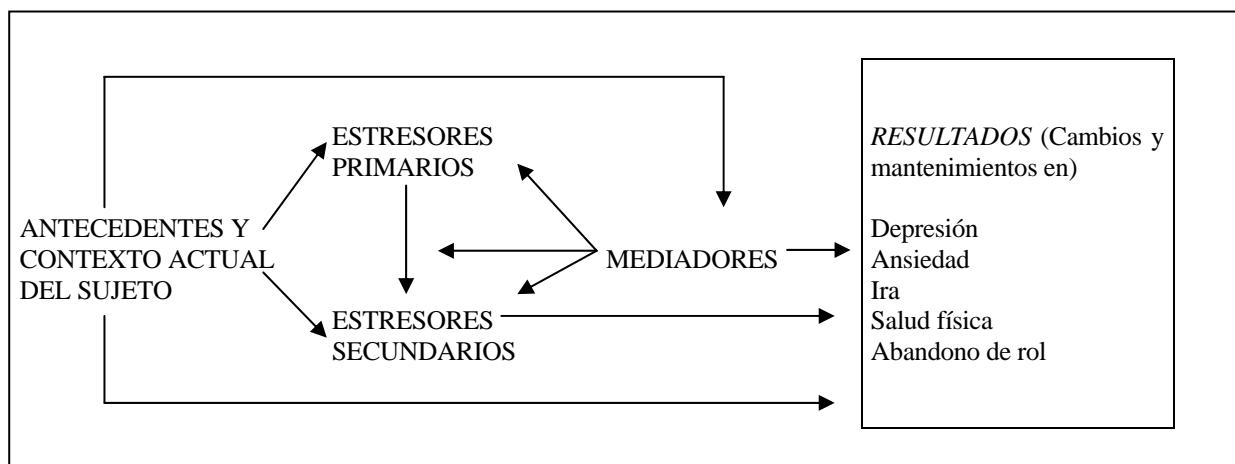 ANTECEDENTES Y
CONTEXTO ACTUAL
DEL SUJETO
ESTRESORES
PRIMARIOS
ESTRESORES
SECUNDARIOS
MEDIADORES
RESULTADOS (Cambios y
mantenimientos en)
Depresión
Ansiedad
Ira
Salud física
Abandono de rol